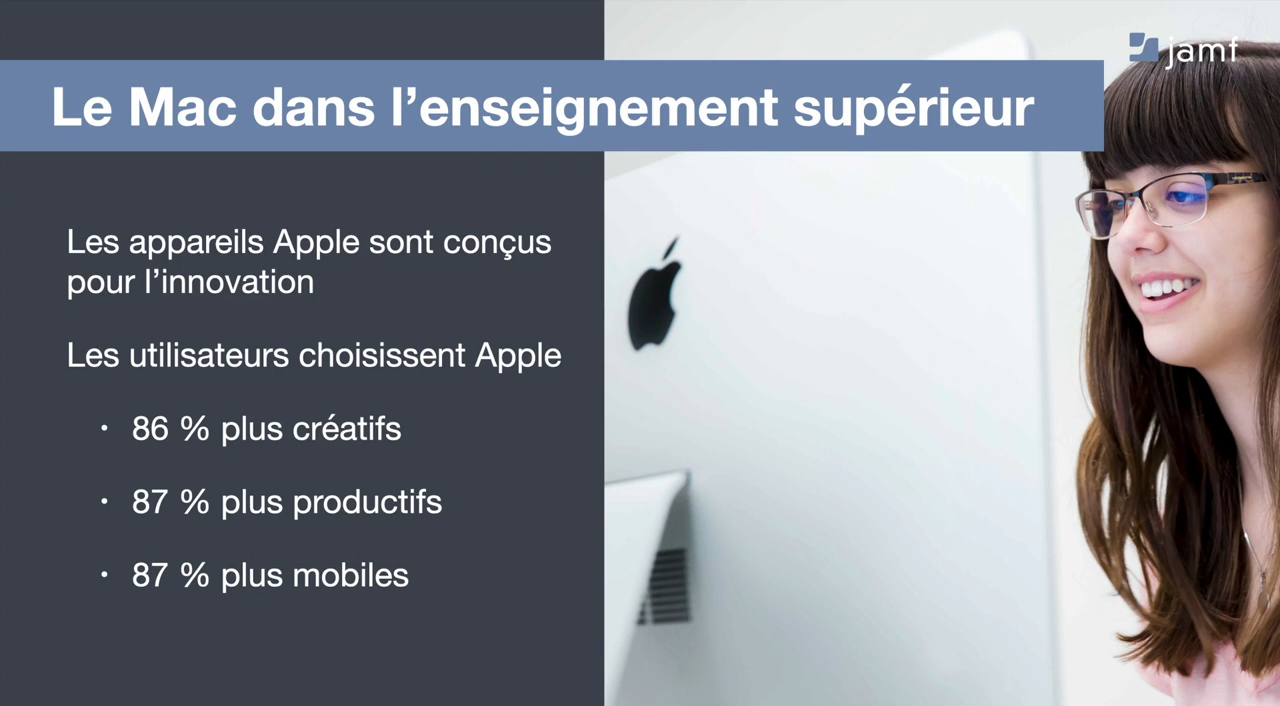 jamf
Le Mac dans l’enseignement supérieur
Les appareils Apple sont conçus
pour l’innovation
Les utilisateurs choisissent Apple
• 86 % plus créatifs
• 87 % plus productifs
• 87 % plus mobiles